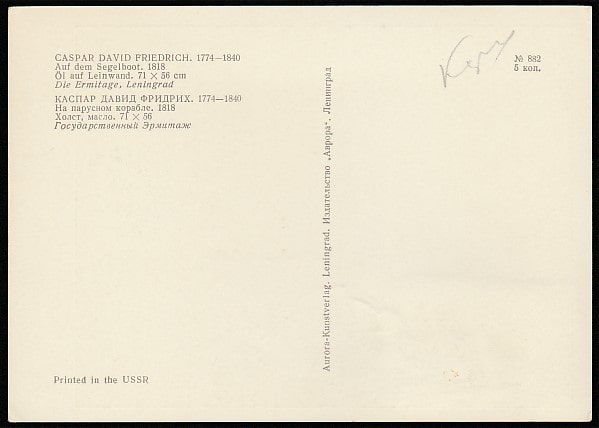 CASPAR DAVID FRIEDRICH. 1774—1840
Auf dem Segelboot. 1818
Öl auf Leinwand. 71 × 56 cm
Die Ermitage, Leningrad
КАСПАР ДАВИД ФРИДРИХ. 1774—1840
На парусном корабле. 1818
Холст, масло. 71 × 56
Государственный Эрмитаж
№ 882
5 коп.
Aurora-Kunstverlag. Leningrad. Издательство „Аврора“. Ленинград
Printed in the USSR